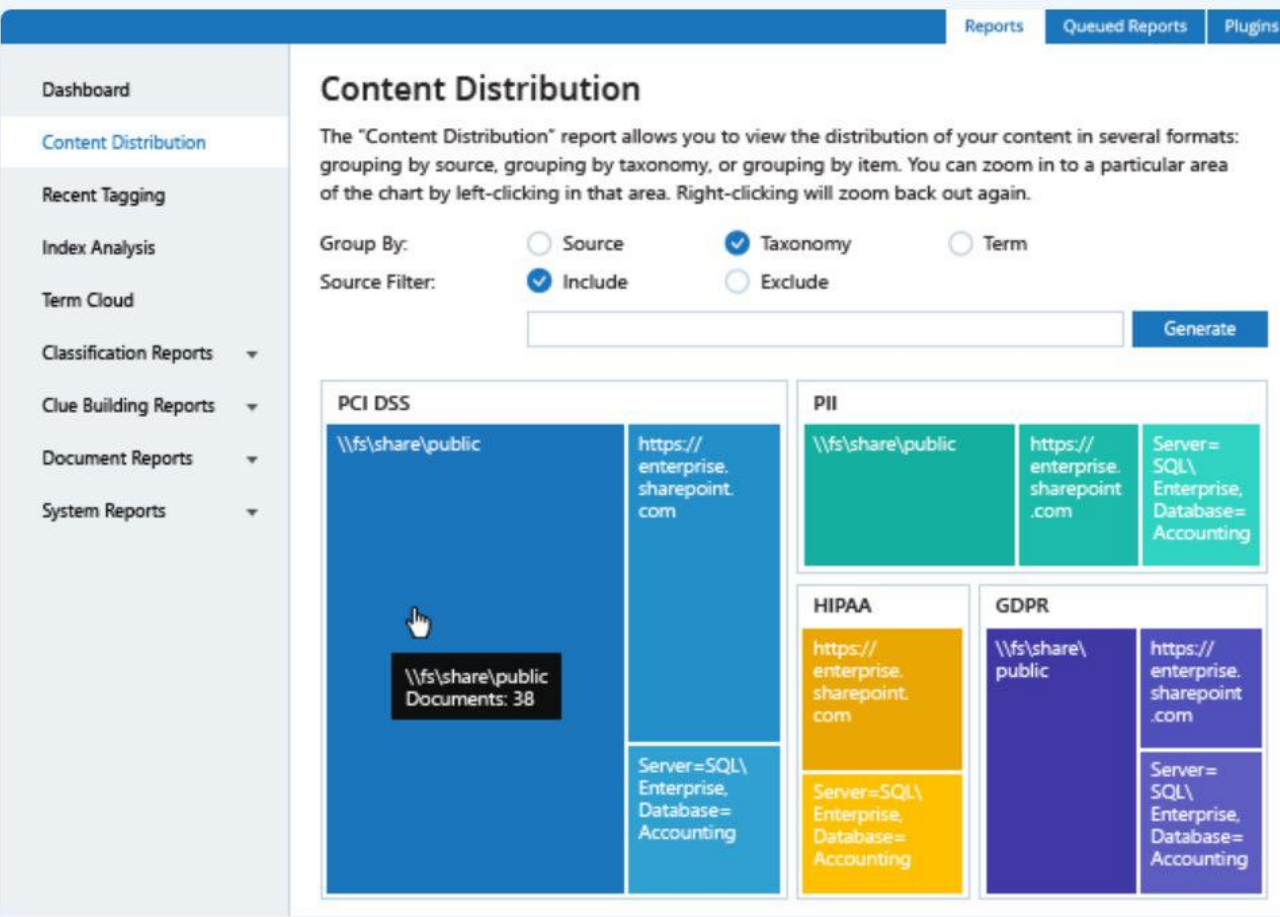 Reports
Queued Reports
Plugins
Dashboard
Content Distribution
Recent Tagging
Index Analysis
Term Cloud
Classification Reports
Clue Building Reports
Document Reports
System Reports
Content Distribution
The "Content Distribution" report allows you to view the distribution of your content in several formats:
grouping by source, grouping by taxonomy, or grouping by item. You can zoom in to a particular area
of the chart by left-clicking in that area. Right-clicking will zoom back out again.
Group By:
Source
Taxonomy
Term
Source Filter:
Include
Exclude
Generate
PCI DSS
\\fs\share\public
\\fs\share\public
Documents: 38
https://
enterprise.
sharepoint.
com
Server=SQL\
Enterprise,
Database=
Accounting
PII
\\fs\share\public
https://
enterprise.
sharepoint
.com
Server=
SQL\
Enterprise,
Database=
Accounting
HIPAA
https://
enterprise.
sharepoint.
com
Server=SQL\
Enterprise,
Database=
Accounting
GDPR
\\fs\share\
public
https://
enterprise.
sharepoint
.com
Server=
SQL\
Enterprise,
Database=
Accounting